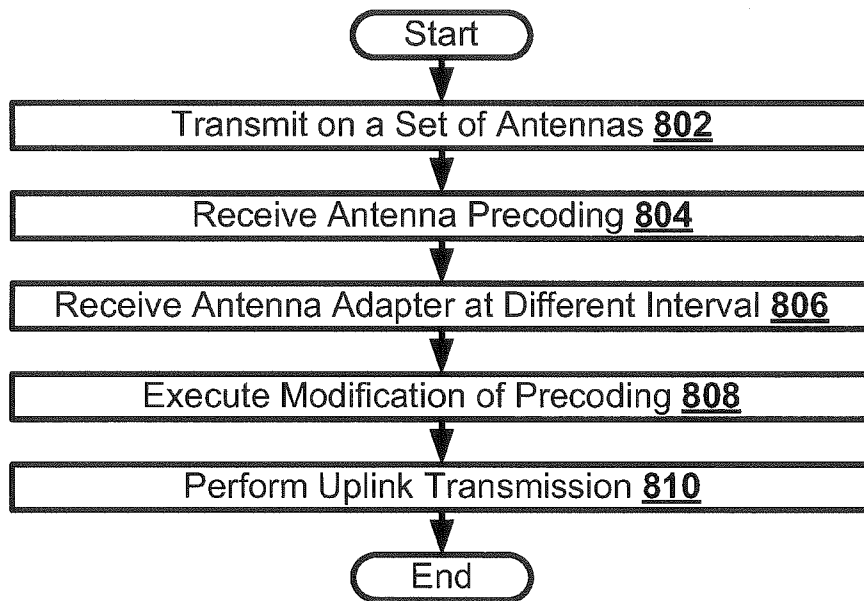 Start
Transmit on a Set of Antennas 802
Receive Antenna Precoding 804
Receive Antenna Adapter at Different Interval 806
Execute Modification of Precoding 808
Perform Uplink Transmission 810
End